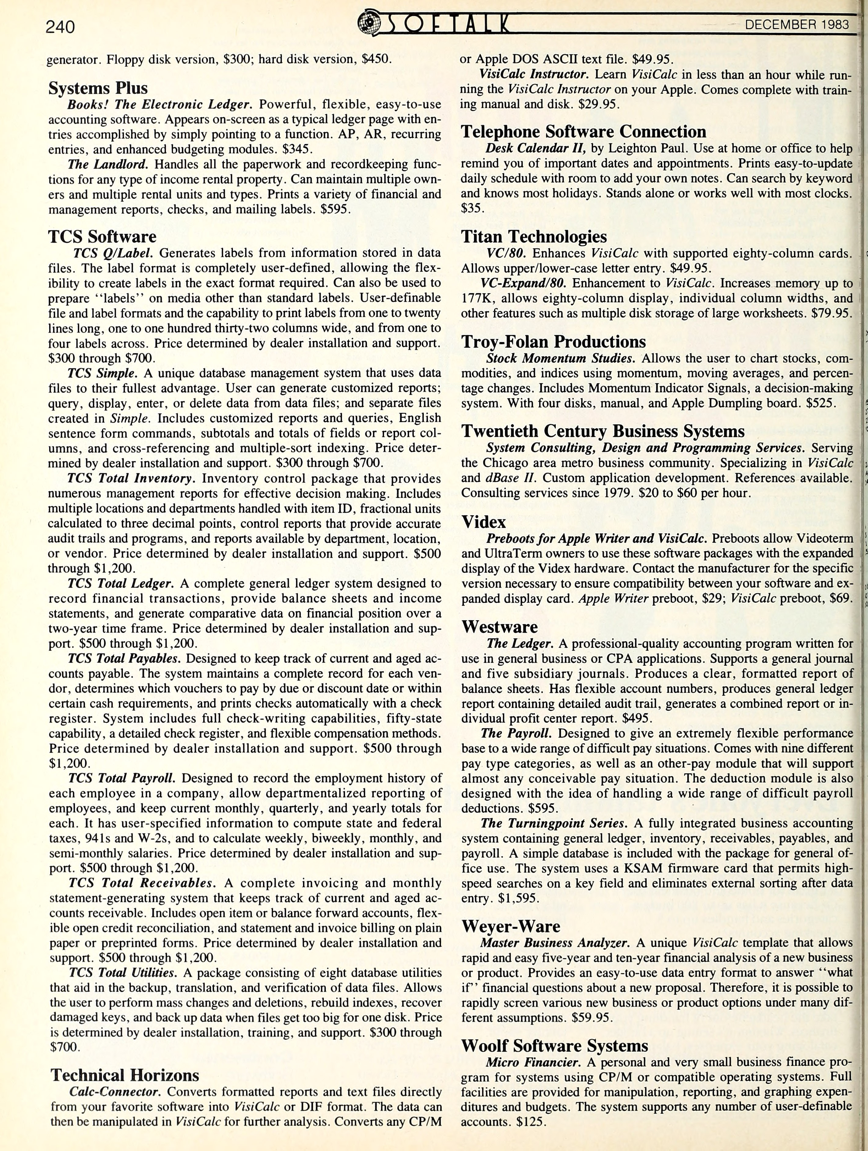 240
SOFTALK
DECEMBER 1983
generator. Floppy disk version, $300; hard disk version, $450.
Systems Plus
Books! The Electronic Ledger. Powerful, flexible, easy-to-use
accounting software. Appears on-screen as a typical ledger page with en-
tries accomplished by simply pointing to a function. AP, AR, recurring
entries, and enhanced budgeting modules. $345.
The Landlord. Handles all the paperwork and recordkeeping func-
tions for any type of income rental property. Can maintain multiple own-
ers and multiple rental units and types. Prints a variety of financial and
management reports, checks, and mailing labels. $595.
TCS Software
TCS Q/Label. Generates labels from information stored in data
files. The label format is completely user-defined, allowing the flex-
ibility to create labels in the exact format required. Can also be used to
prepare "labels" on media other than standard labels. User-definable
file and label formats and the capability to print labels from one to twenty
lines long, one to one hundred thirty-two columns wide, and from one to
four labels across. Price determined by dealer installation and support.
$300 through $700.
TCS Simple. A unique database management system that uses data
files to their fullest advantage. User can generate customized reports;
query, display, enter, or delete data from data files; and separate files
created in Simple. Includes customized reports and queries, English
sentence form commands, subtotals and totals of fields or report col-
umns, and cross-referencing and multiple-sort indexing. Price deter-
mined by dealer installation and support. $300 through $700.
TCS Total Inventory. Inventory control package that provides
numerous management reports for effective decision making. Includes
multiple locations and departments handled with item ID, fractional units
calculated to three decimal points, control reports that provide accurate
audit trails and programs, and reports available by department, location,
or vendor. Price determined by dealer installation and support. $500
through $1,200.
TCS Total Ledger. A complete general ledger system designed to
record financial transactions, provide balance sheets and income
statements, and generate comparative data on financial position over a
two-year time frame. Price determined by dealer installation and sup-
port. $500 through $1,200.
TCS Total Payables. Designed to keep track of current and aged ac-
counts payable. The system maintains a complete record for each ven-
dor, determines which vouchers to pay by due or discount date or within
certain cash requirements, and prints checks automatically with a check
register. System includes full check-writing capabilities, fifty-state
capability, a detailed check register, and flexible compensation methods.
Price determined by dealer installation and support. $500 through
$1,200.
TCS Total Payroll. Designed to record the employment history of
each employee in a company, allow departmentalized reporting of
employees, and keep current monthly, quarterly, and yearly totals for
each. It has user-specified information to compute state and federal
taxes, 941s and W-2s, and to calculate weekly, biweekly, monthly, and
semi-monthly salaries. Price determined by dealer installation and sup-
port. $500 through $1,200.
TCS Total Receivables. A complete invoicing and monthly
statement-generating system that keeps track of current and aged ac-
counts receivable. Includes open item or balance forward accounts, flex-
ible open credit reconciliation, and statement and invoice billing on plain
paper or preprinted forms. Price determined by dealer installation and
support. $500 through $1,200.
TCS Total Utilities. A package consisting of eight database utilities
that aid in the backup, translation, and verification of data files. Allows
the user to perform mass changes and deletions, rebuild indexes, recover
damaged keys, and back up data when files get too big for one disk. Price
is determined by dealer installation, training, and support. $300 through
$700.
Technical Horizons
Calc-Connector. Converts formatted reports and text files directly
from your favorite software into VisiCalc or DIF format. The data can
then be manipulated in VisiCalc for further analysis. Converts any CP/M
or Apple DOS ASCII text file. $49.95.
VisiCalc Instructor. Learn VisiCalc in less than an hour while run-
ning the VisiCalc Instructor on your Apple. Comes complete with train-
ing manual and disk. $29.95.
Telephone Software Connection
Desk Calendar II, by Leighton Paul. Use at home or office to help
remind you of important dates and appointments. Prints easy-to-update
daily schedule with room to add your own notes. Can search by keyword
and knows most holidays. Stands alone or works well with most clocks.
$35.
Titan Technologies
VC/80. Enhances VisiCalc with supported eighty-column cards.
Allows upper/lower-case letter entry. $49.95.
VC-Expand/80. Enhancement to VisiCalc. Increases memory up to
177K, allows eighty-column display, individual column widths, and
other features such as multiple disk storage of large worksheets. $79.95.
Troy-Folan Productions
Stock Momentum Studies. Allows the user to chart stocks, com-
modities, and indices using momentum, moving averages, and percen-
tage changes. Includes Momentum Indicator Signals, a decision-making
system. With four disks, manual, and Apple Dumpling board. $525.
Twentieth Century Business Systems
System Consulting, Design and Programming Services. Serving
the Chicago area metro business community. Specializing in VisiCalc
and dBase II. Custom application development. References available.
Consulting services since 1979. $20 to $60 per hour.
Videx
Preboots for Apple Writer and VisiCalc. Preboots allow Videoterm
and UltraTerm owners to use these software packages with the expanded
display of the Videx hardware. Contact the manufacturer for the specific
version necessary to ensure compatibility between your software and ex-
panded display card. Apple Writer preboot, $29; VisiCalc preboot, $69.
Westware
The Ledger. A professional-quality accounting program written for
use in general business or CPA applications. Supports a general journal
and five subsidiary journals. Produces a clear, formatted report of
balance sheets. Has flexible account numbers, produces general ledger
report containing detailed audit trail, generates a combined report or in-
dividual profit center report. $495.
The Payroll. Designed to give an extremely flexible performance
base to a wide range of difficult pay situations. Comes with nine different
pay type categories, as well as an other-pay module that will support
almost any conceivable pay situation. The deduction module is also
designed with the idea of handling a wide range of difficult payroll
deductions. $595.
The Turningpoint Series. A fully integrated business accounting
system containing general ledger, inventory, receivables, payables, and
payroll. A simple database is included with the package for general of-
fice use. The system uses a KSAM firmware card that permits high-
speed searches on a key field and eliminates external sorting after data
entry. $1,595.
Weyer-Ware
Master Business Analyzer. A unique VisiCalc template that allows
rapid and easy five-year and ten-year financial analysis of a new business
or product. Provides an easy-to-use data entry format to answer "what
if" financial questions about a new proposal. Therefore, it is possible to
rapidly screen various new business or product options under many dif-
ferent assumptions. $59.95.
Woolf Software Systems
Micro Financier. A personal and very small business finance pro-
gram for systems using CP/M or compatible operating systems. Full
facilities are provided for manipulation, reporting, and graphing expen-
ditures and budgets. The system supports any number of user-definable
accounts. $125.